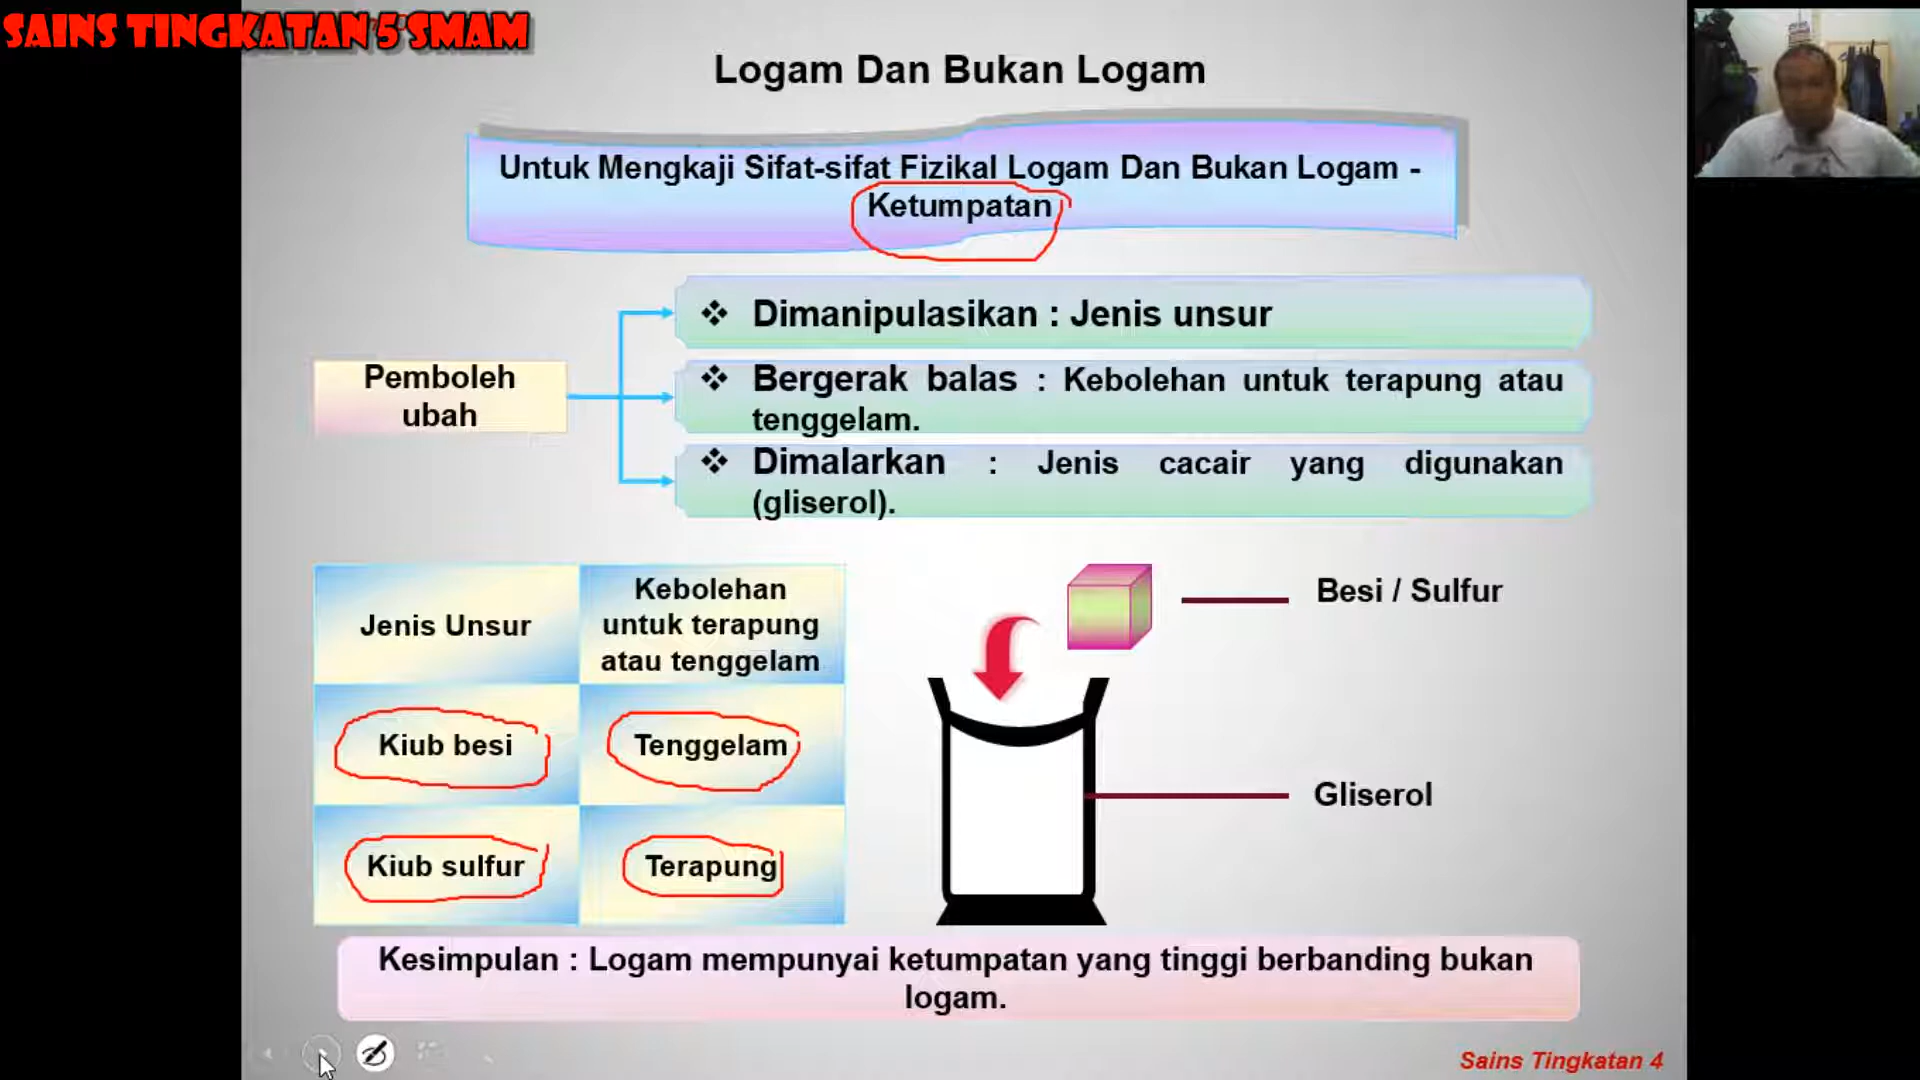 SAINS TINGKATAN 5 SMAM
Logam Dan Bukan Logam
Untuk Mengkaji Sifat-sifat Fizikal Logam Dan Bukan Logam -
Ketumpatan
Pemboleh
ubah
❖ Dimanipulasikan : Jenis unsur
❖ Bergerak balas : Kebolehan untuk terapung atau
tenggelam.
❖ Dimalarkan : Jenis cacair yang digunakan
(gliserol).
Jenis Unsur
Kebolehan
untuk terapung
atau tenggelam
Kiub besi
Tenggelam
Kiub sulfur
Terapung
Besi / Sulfur
Gliserol
Kesimpulan : Logam mempunyai ketumpatan yang tinggi berbanding bukan
logam.
Sains Tingkatan 4